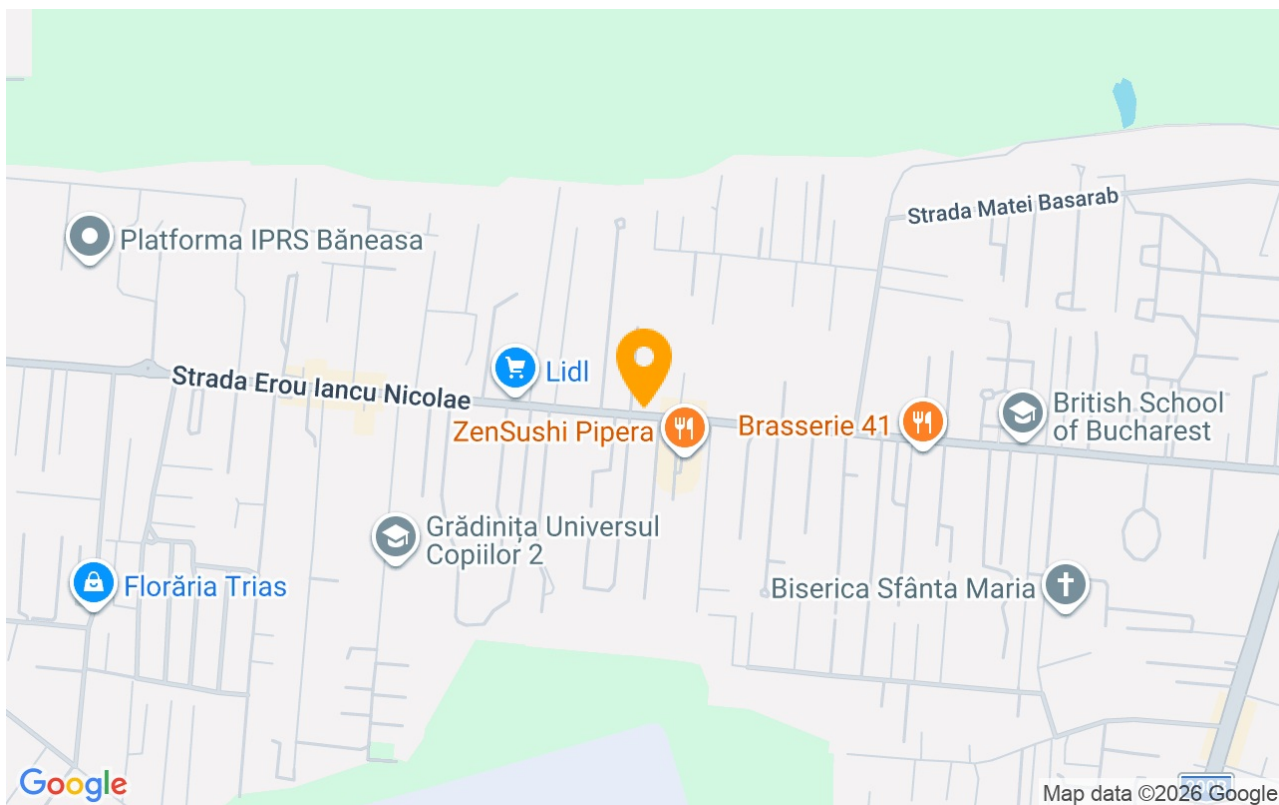 Strada Matei Basarab
Platforma IPRS Băneasa
Lidl
Strada Erou Iancu Nicolae
British School
of Bucharest
Brasserie 41
ZenSushi Pipera
Grădinița Universul
Copiilor 2
Florăria Trias
Biserica Sfânta Maria
Google
Map data ©2026 Google